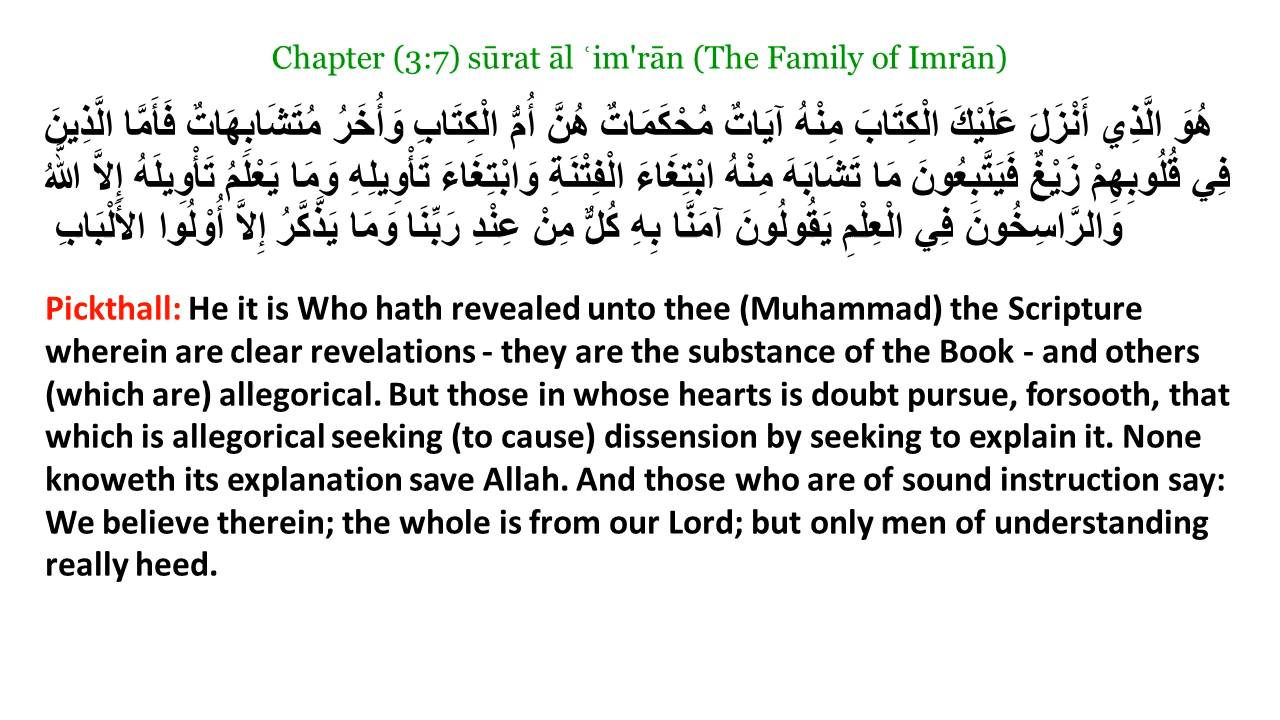 Chapter (3:7) sūrat āl ʿim'rān (The Family of Imrān)
هُوَ الَّذِي أَنْزَلَ عَلَيْكَ الْكِتَابَ مِنْهُ آيَاتٌ مُحْكَمَاتٌ هُنَّ أُمُّ الْكِتَابِ وَأُخَرُ مُتَشَابِهَاتٌ فَأَمَّا الَّذِينَ
فِي قُلُوبِهِمْ زَيْغٌ فَيَتَّبِعُونَ مَا تَشَابَهَ مِنْهُ ابْتِغَاءَ الْفِتْنَةِ وَابْتِغَاءَ تَأْوِيلِهِ وَمَا يَعْلَمُ تَأْوِيلَهُ إِلاَّ اللَّهُ
وَالرَّاسِخُونَ فِي الْعِلْمِ يَقُولُونَ آمَنَّا بِهِ كُلٌّ مِنْ عِنْدِ رَبِّنَا وَمَا يَذَّكَّرُ إِلاَّ أُوْلُوا الأَلْبَابِ
Pickthall: He it is Who hath revealed unto thee (Muhammad) the Scripture
wherein are clear revelations - they are the substance of the Book - and others
(which are) allegorical. But those in whose hearts is doubt pursue, forsooth, that
which is allegorical seeking (to cause) dissension by seeking to explain it. None
knoweth its explanation save Allah. And those who are of sound instruction say:
We believe therein; the whole is from our Lord; but only men of understanding
really heed.